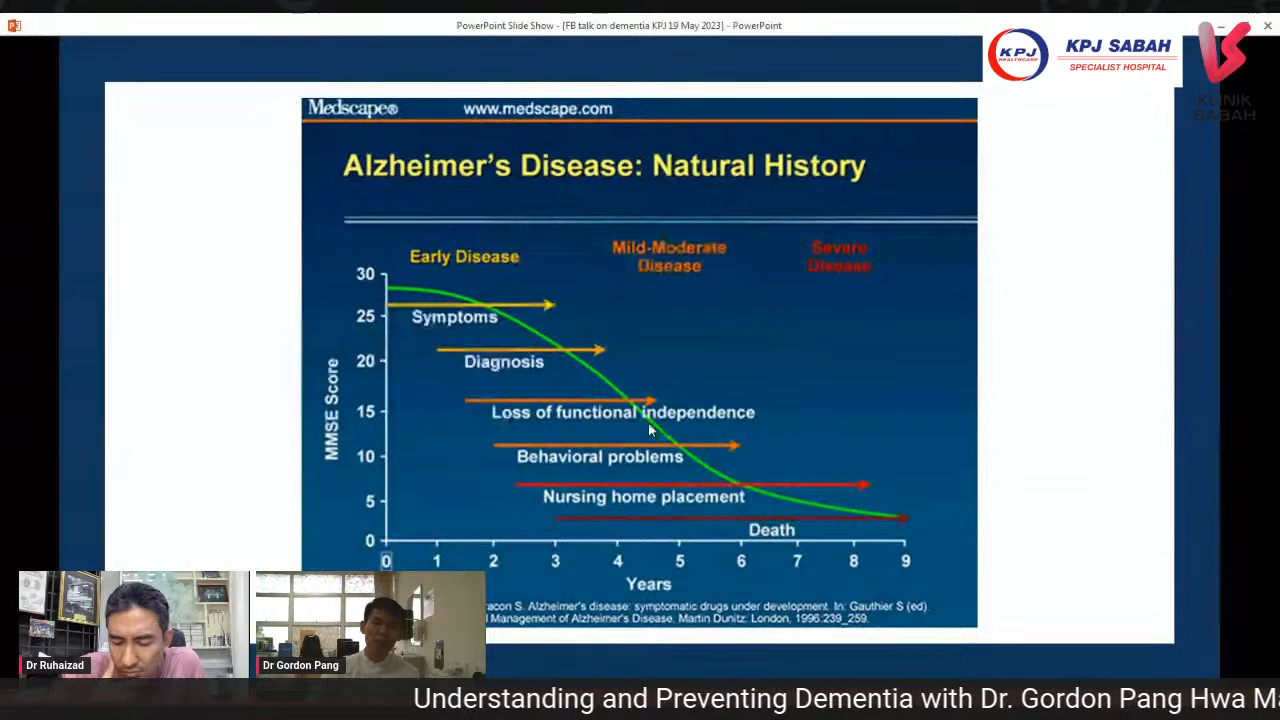 PowerPoint Slide Show - [FB talk on dementia KPJ 19 May 2023] - PowerPoint
KPJ
HEALTHCARE
KPJ SABAH
SPECIALIST HOSPITAL
KLINIK
SABAH
Medscape® www.medscape.com
Alzheimer's Disease: Natural History
Early Disease
Mild-Moderate
Disease
Severe
Disease
30
25
20
15
10
5
0
MMSE Score
Symptoms
Diagnosis
Loss of functional independence
Behavioral problems
Nursing home placement
Death
0 1 2 3 4 5 6 7 8 9
Years
S. Alzheimer's disease: symptomatic drugs under development. In: Gauthier S (ed)
Management of Alzheimer's Disease. Martin Dunitz: London, 1996:239_259.
Dr Ruhaizad
Dr Gordon Pang
Understanding and Preventing Dementia with Dr. Gordon Pang Hwa